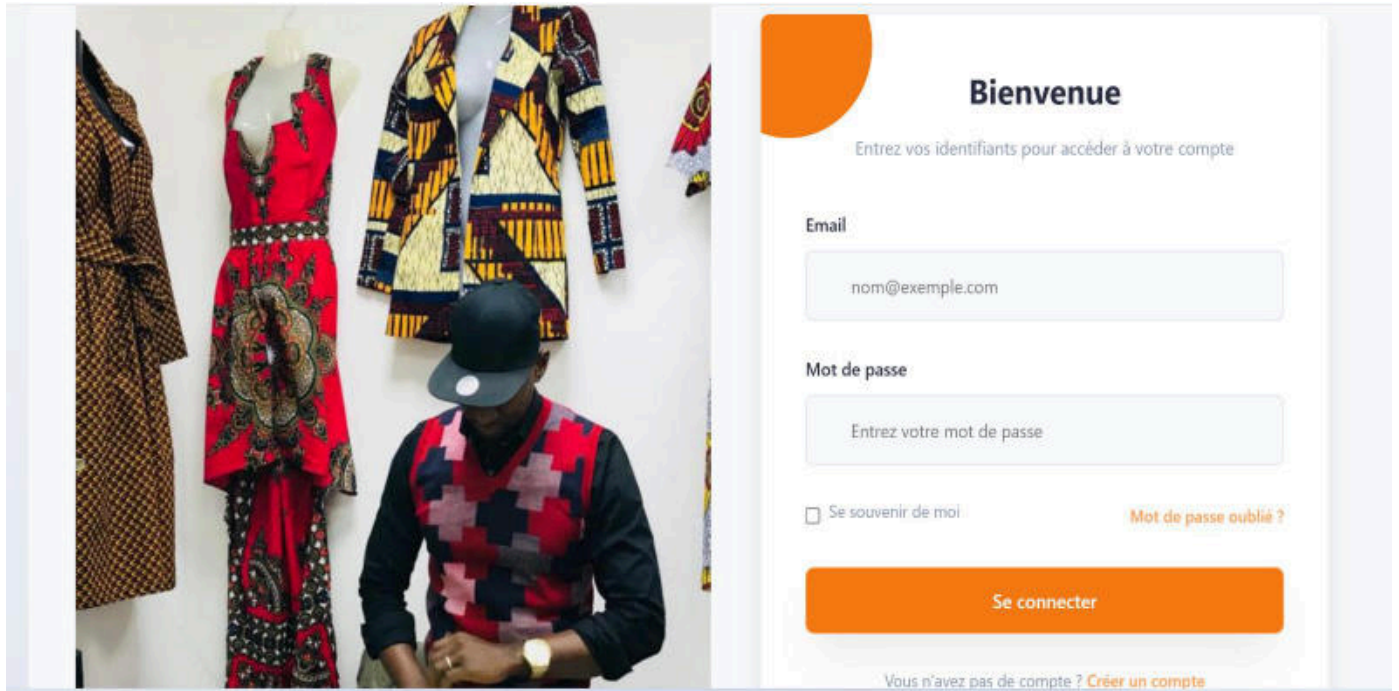 Bienvenue
Entrez vos identifiants pour accéder à votre compte
Email
nom@exemple.com
Mot de passe
Entrez votre mot de passe
Se souvenir de moi
Mot de passe oublié ?
Se connecter
Vous n'avez pas de compte ? Créer un compte